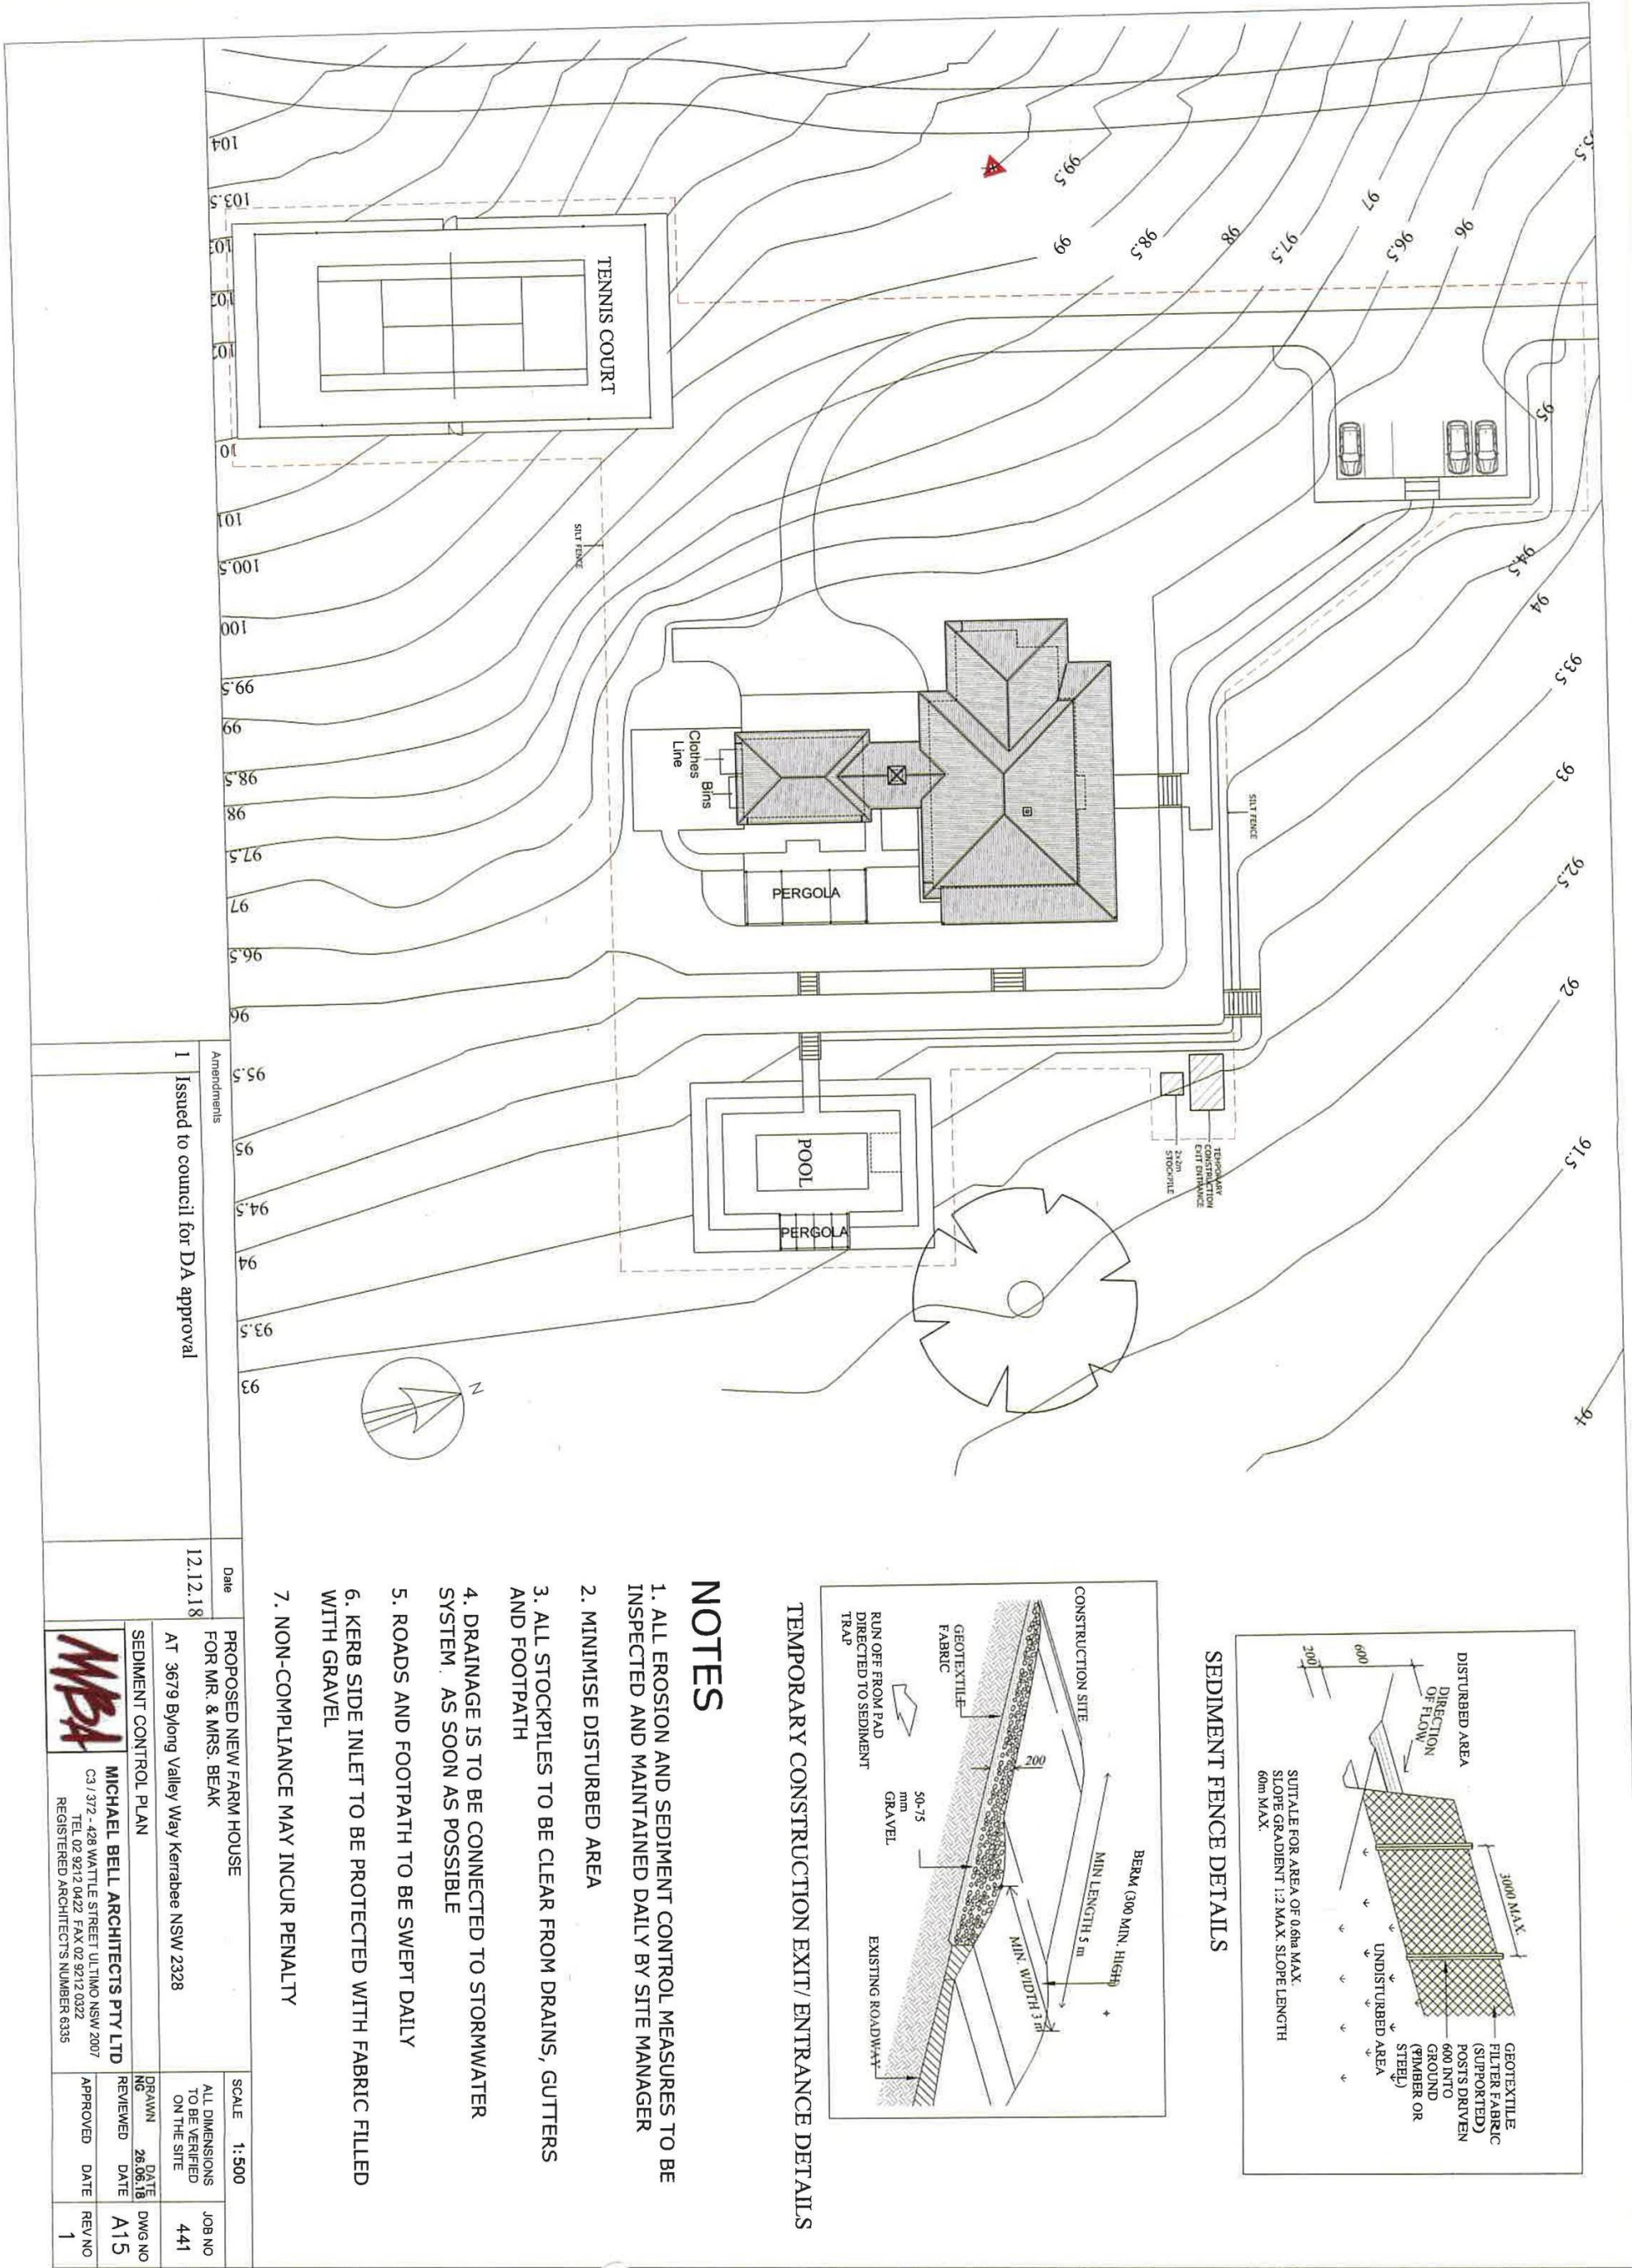 104
103.5
103
102
102
101
100.5
100
99.5
99
98.5
98
97.5
97
96.5
96
95.5
95
94.5
94
93.5
93
99.5
99
98.5
98
97.5
97
96.5
96
95
94.5
94
93.5
93
92.5
92
91.5
91
TENNIS COURT
SILT FENCE
SILT FENCE
Clothes
Line
Bins
PERGOLA
POOL
PERGOLA
TEMPORARY
CONSTRUCTION
EXIT ENTRANCE
2x2m
STOCKPILE
N
DISTURBED AREA
DIRECTION
OF FLOW
600
200
3000 MAX.
GEOTEXTILE
FILTER FABRIC
(SUPPORTED)
POSTS DRIVEN
600 INTO
GROUND
(TIMBER OR
STEEL)
UNDISTURBED AREA
SUITALE FOR AREA OF 0.6ha MAX.
SLOPE GRADIENT 1:2 MAX. SLOPE LENGTH
60m MAX.
SEDIMENT FENCE DETAILS
CONSTRUCTION SITE
BERM (300 MIN. HIGH)
MIN LENGTH 5 m
MIN. WIDTH 3 m
200
GEOTEXTILE
FABRIC
50-75
mm
GRAVEL
RUN OFF FROM PAD
DIRECTED TO SEDIMENT
TRAP
EXISTING ROADWAY
TEMPORARY CONSTRUCTION EXIT/ ENTRANCE DETAILS
NOTES
1. ALL EROSION AND SEDIMENT CONTROL MEASURES TO BE
INSPECTED AND MAINTAINED DAILY BY SITE MANAGER
2. MINIMISE DISTURBED AREA
3. ALL STOCKPILES TO BE CLEAR FROM DRAINS, GUTTERS
AND FOOTPATH
4. DRAINAGE IS TO BE CONNECTED TO STORMWATER
SYSTEM AS SOON AS POSSIBLE
5. ROADS AND FOOTPATH TO BE SWEPT DAILY
6. KERB SIDE INLET TO BE PROTECTED WITH FABRIC FILLED
WITH GRAVEL
7. NON-COMPLIANCE MAY INCUR PENALTY
Amendments
Date
1 Issued to council for DA approval
12.12.18
PROPOSED NEW FARM HOUSE
FOR MR. & MRS. BEAK
AT 3679 Bylong Valley Way Kerrabee NSW 2328
SEDIMENT CONTROL PLAN
MBA
MICHAEL BELL ARCHITECTS PTY LTD
C3 / 372 - 428 WATTLE STREET ULTIMO NSW 2007
TEL 02 9212 0422 FAX 02 9212 0322
REGISTERED ARCHITECT'S NUMBER 6335
SCALE 1:500
ALL DIMENSIONS
TO BE VERIFIED
ON THE SITE
JOB NO
441
DRAWN DATE
NG 26.06.18
DWG NO
A15
REVIEWED DATE
APPROVED DATE
REV NO
1